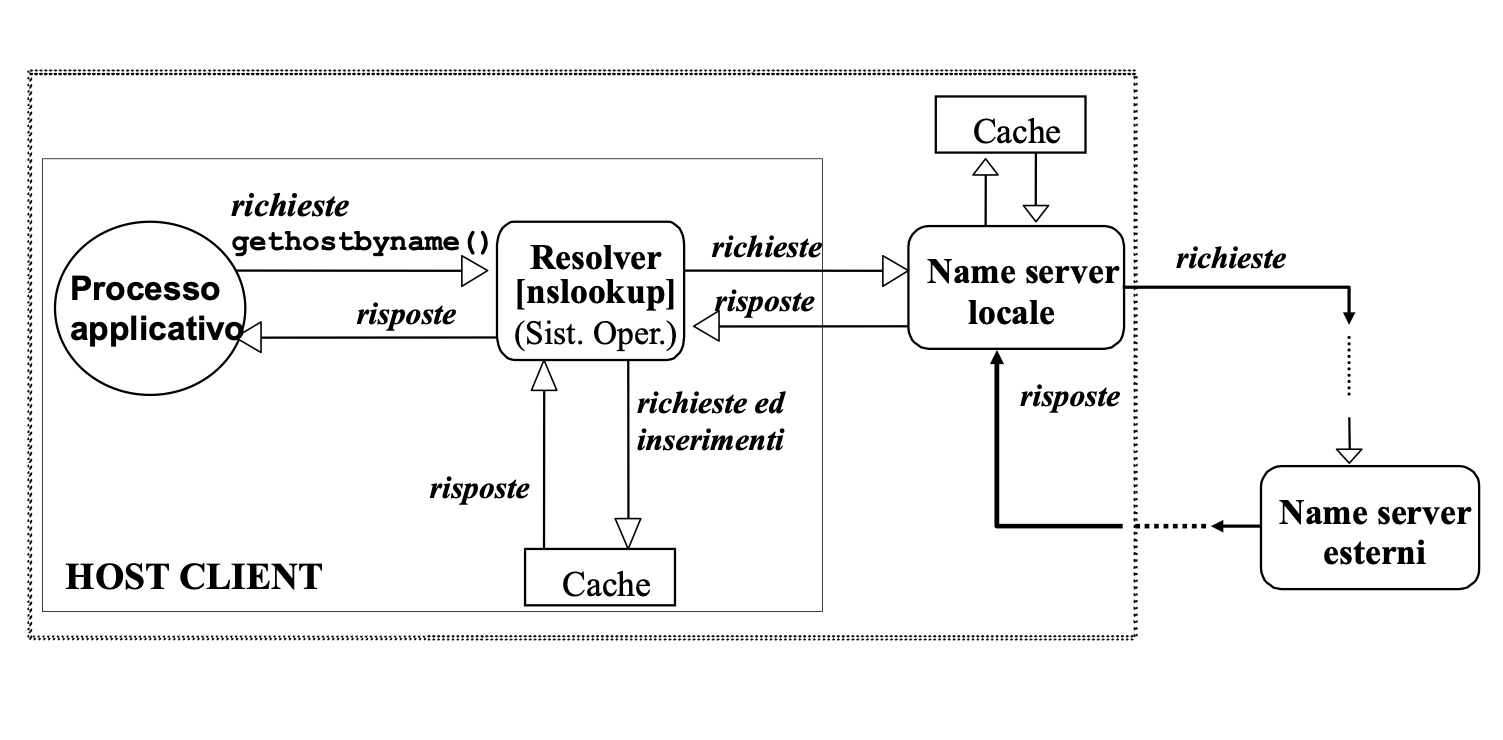 Cache
richieste
gethostbyname()
Processo
applicativo
risposte
Resolver
[nslookup]
(Sist. Oper.)
richieste
risposte
Name server
locale
richieste
risposte
richieste ed
inserimenti
risposte
Cache
HOST CLIENT
Name server
esterni